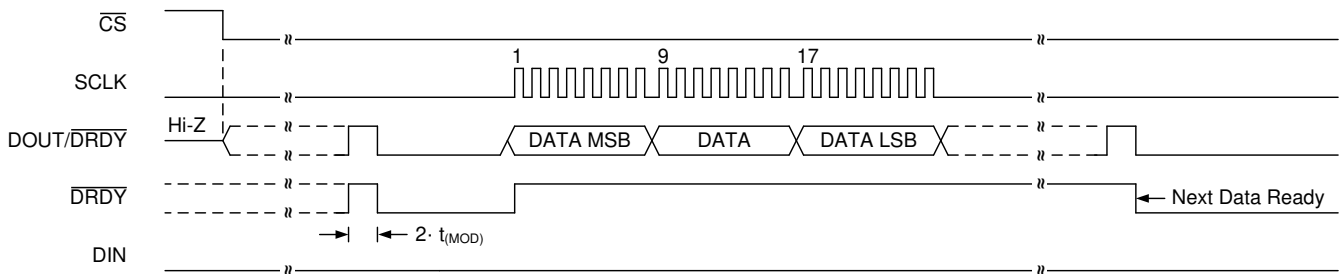 CS
1 9 17
SCLK
Hi-Z
DOUT/DRDY
DATA MSB DATA DATA LSB
DRDY
Next Data Ready
2· t(MOD)
DIN